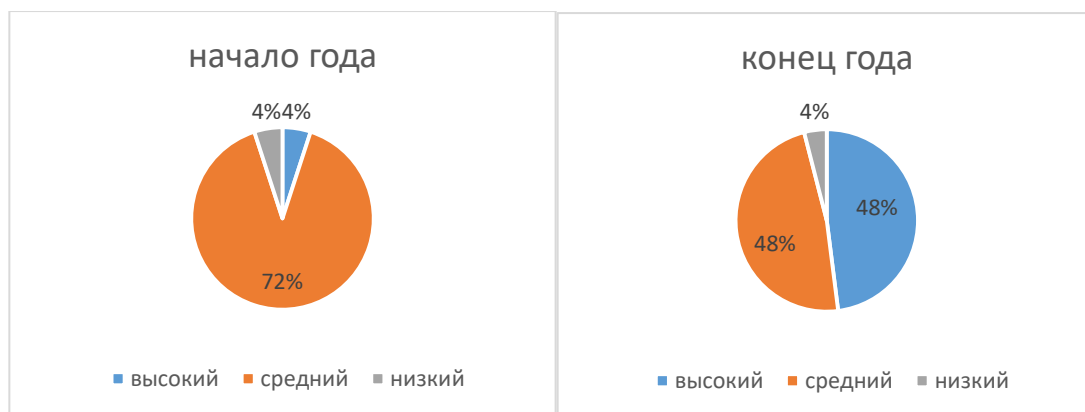 начало года
4%4%
72%
высокий средний низкий
конец года
4%
48%
48%
высокий средний низкий